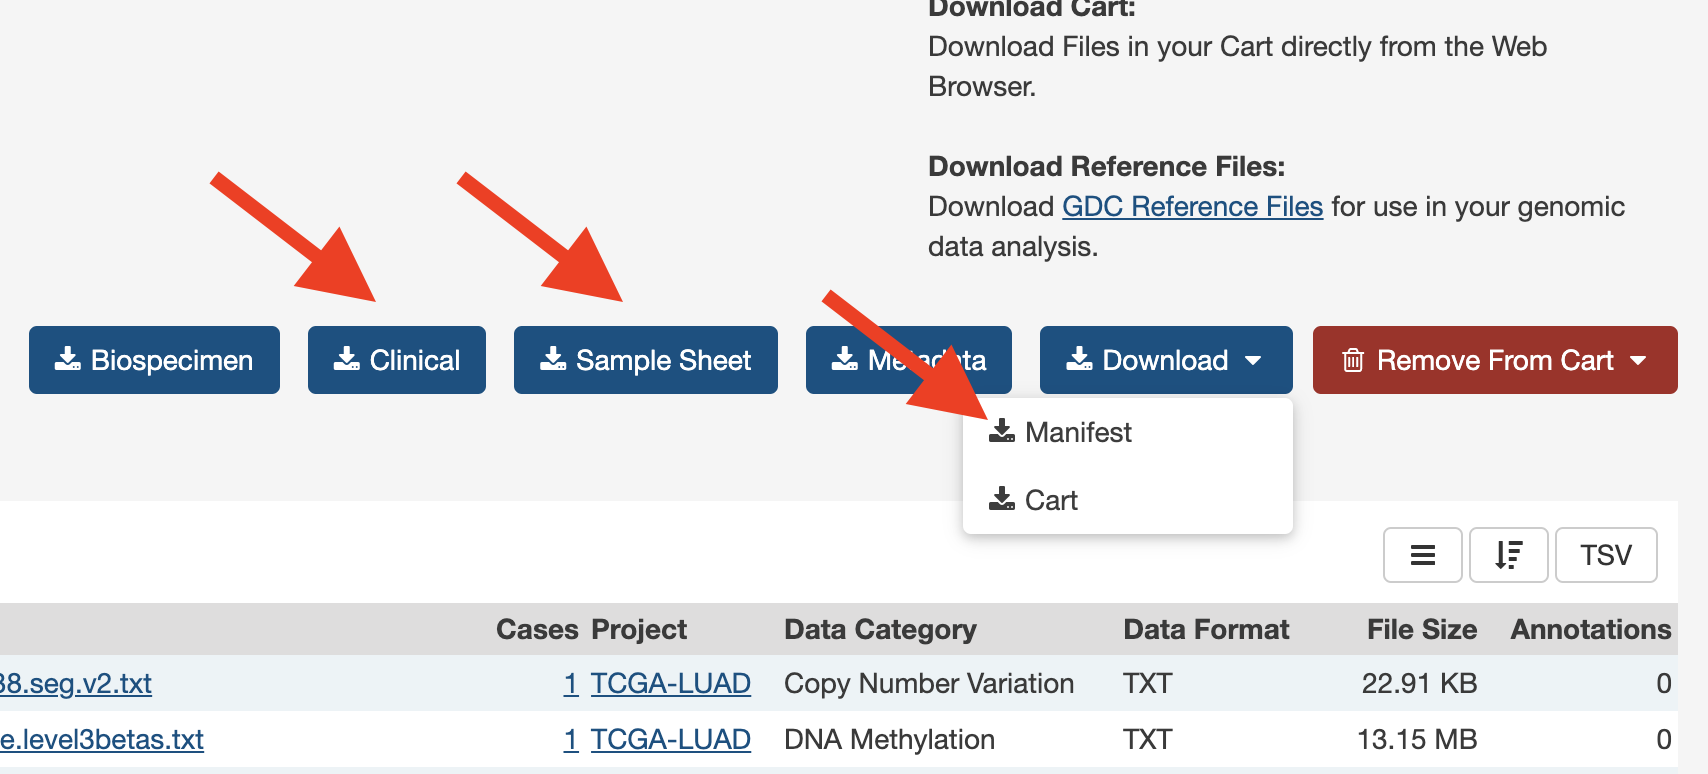 Download Cart:
Download Files in your Cart directly from the Web
Browser.
Download Reference Files:
Download GDC Reference Files for use in your genomic
data analysis.
Biospecimen
Clinical
Sample Sheet
Metadata
Download
Remove From Cart
Manifest
Cart
TSV
Cases Project Data Category Data Format File Size Annotations
38.seg.v2.txt 1 TCGA-LUAD Copy Number Variation TXT 22.91 KB 0
e.level3betas.txt 1 TCGA-LUAD DNA Methylation TXT 13.15 MB 0